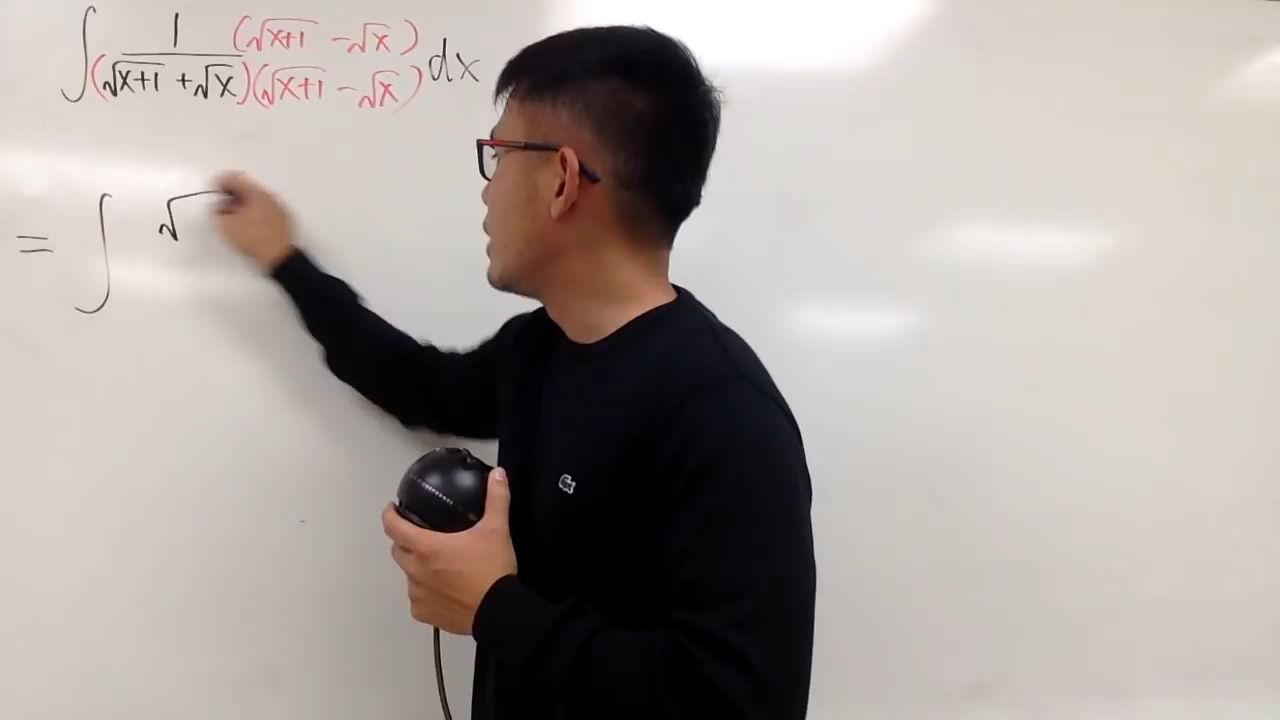 ∫ 1 (√x+1 - √x) / (√x+1 + √x)(√x+1 - √x) dx
= ∫ √